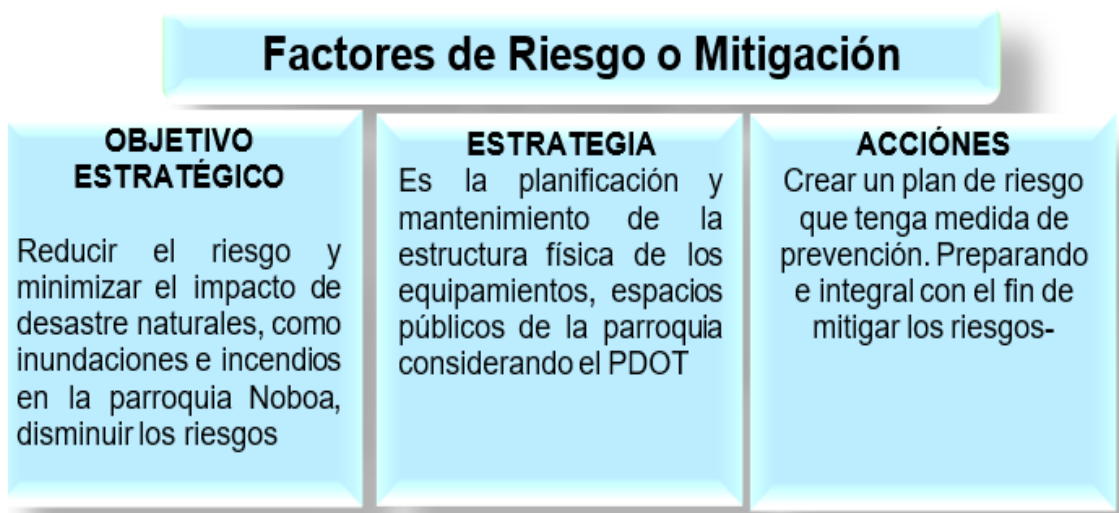 Factores de Riesgo o Mitigación
OBJETIVO
ESTRATÉGICO
Reducir el riesgo y
minimizar el impacto de
desastre naturales, como
inundaciones e incendios
en la parroquia Noboa,
disminuir los riesgos
ESTRATEGIA
Es la planificación y
mantenimiento de la
estructura física de los
equipamientos, espacios
públicos de la parroquia
considerando el PDOT
ACCIÓNES
Crear un plan de riesgo
que tenga medida de
prevención. Preparando
e integral con el fin de
mitigar los riesgos-